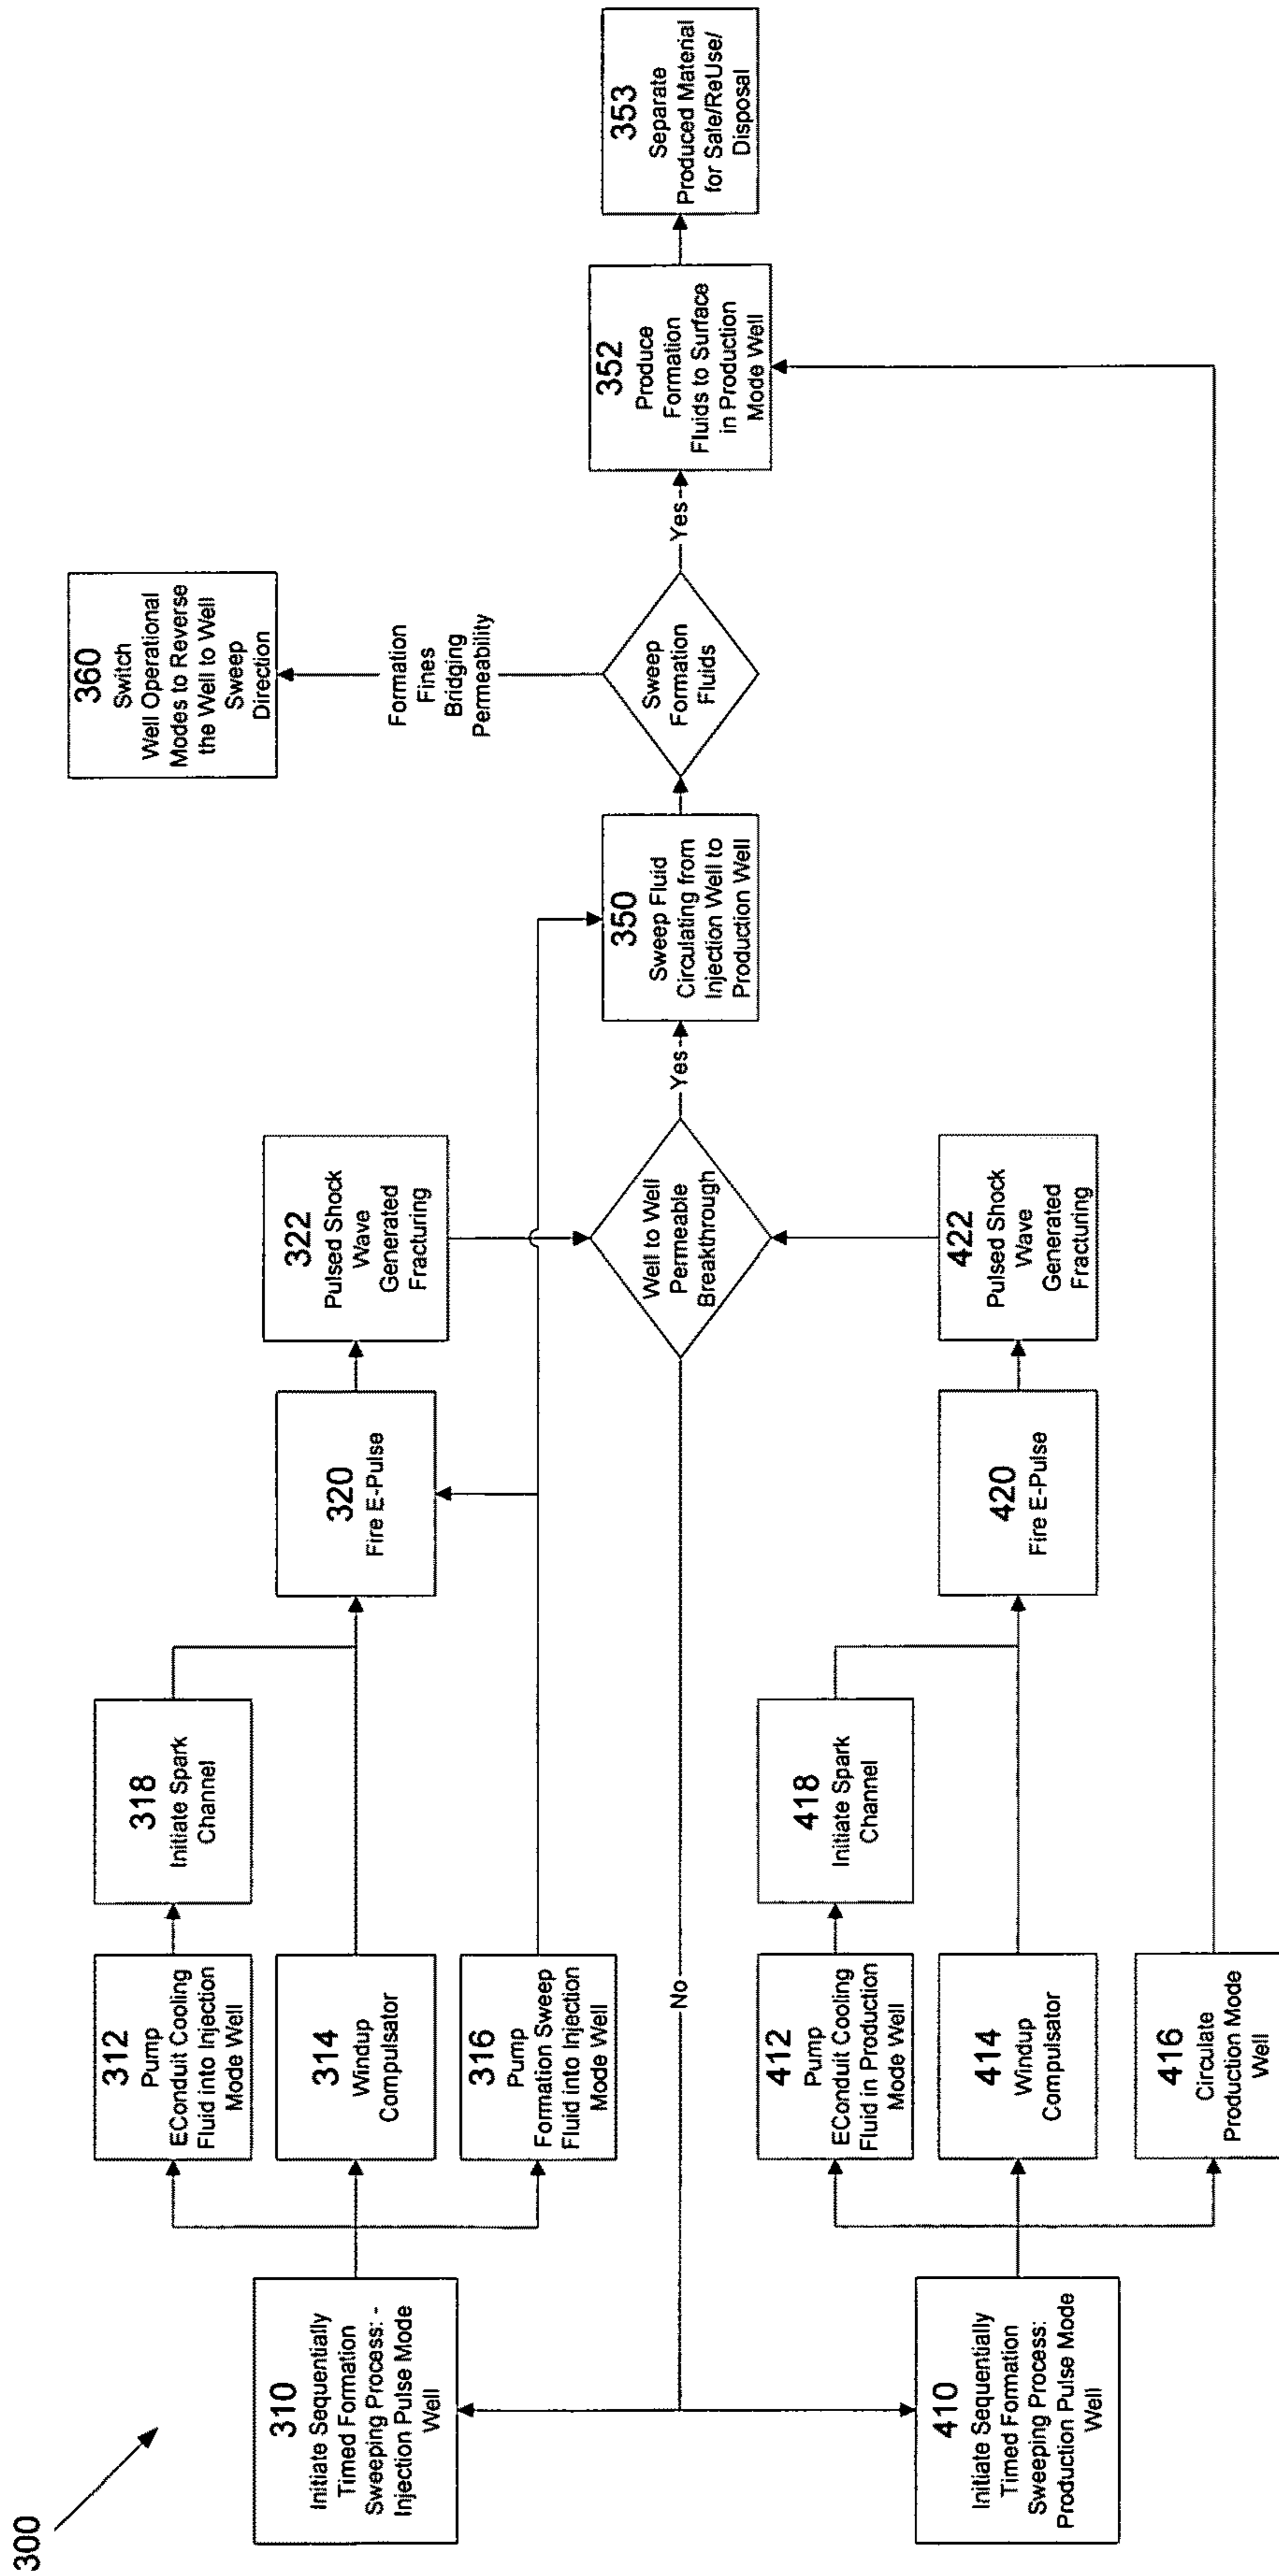 300
310
Initiate Sequentially
Timed Formation
Sweeping Process: -
Injection Pulse Mode
Well
312
Pump
EConduit Cooling
Fluid into Injection
Mode Well
314
Windup
Compulsator
316
Pump
Formation Sweep
Fluid into Injection
Mode Well
318
Initiate Spark
Channel
320
Fire E-Pulse
322
Pulsed Shock
Wave
Generated
Fracturing
410
Initiate Sequentially
Timed Formation
Sweeping Process:
Production Pulse Mode
Well
412
Pump
EConduit Cooling
Fluid in Production
Mode Well
414
Windup
Compulsator
416
Circulate
Production Mode
Well
418
Initiate Spark
Channel
420
Fire E-Pulse
422
Pulsed Shock
Wave
Generated
Fracturing
No
Well to Well
Permeable
Breakthrough
Yes
350
Sweep Fluid
Circulating from
Injection Well to
Production Well
Sweep
Formation
Fluids
Formation
Fines
Bridging
Permeability
360
Switch
Well Operational
Modes to Reverse
the Well to Well
Sweep
Direction
Yes
352
Produce
Formation
Fluids to Surface
in Production
Mode Well
353
Separate
Produced Material
for Sale/ReUse/
Disposal